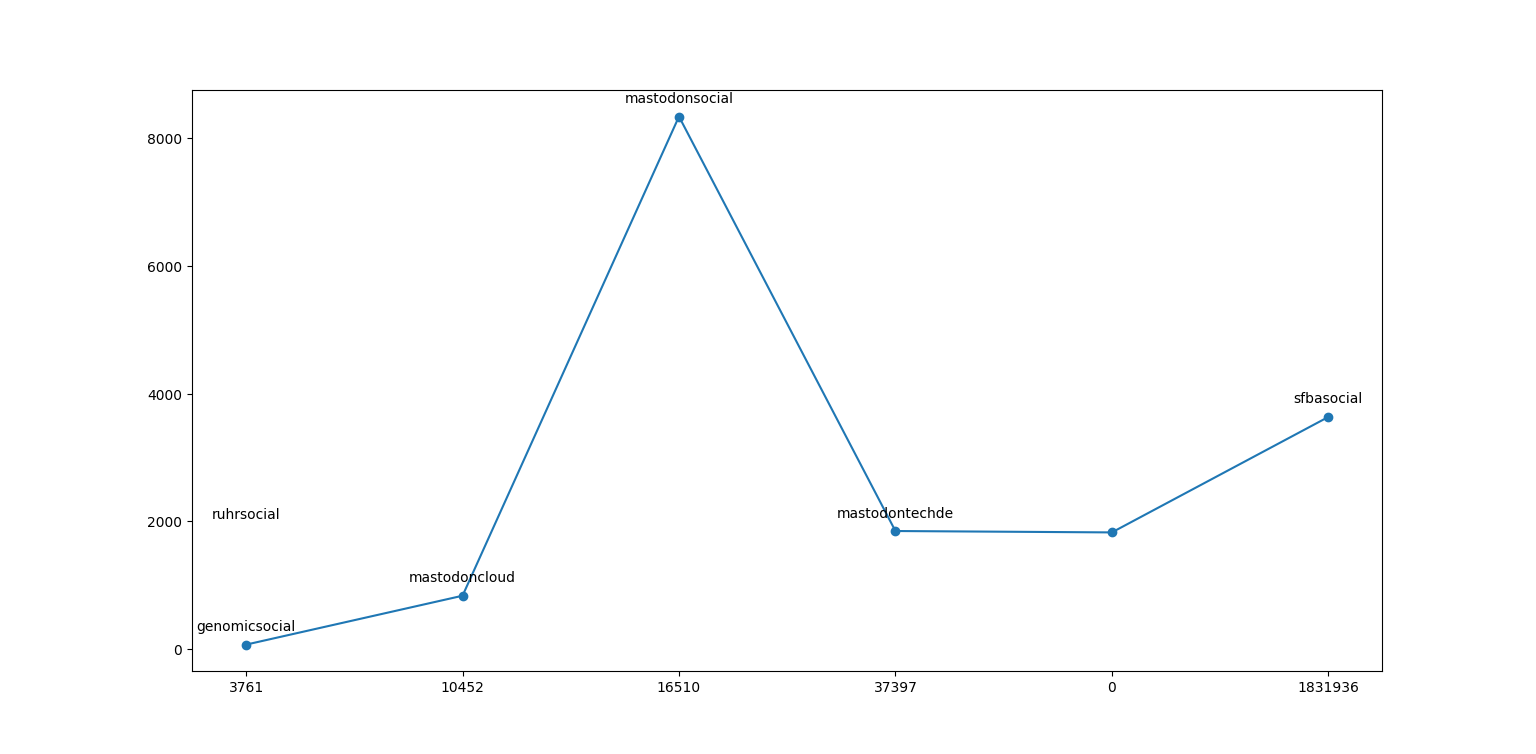 mastodonsocial
8000
6000
4000
sfbasocial
ruhrsocial
2000
mastodontechde
mastodoncloud
genomicsocial
0
3761 10452 16510 37397 0 1831936